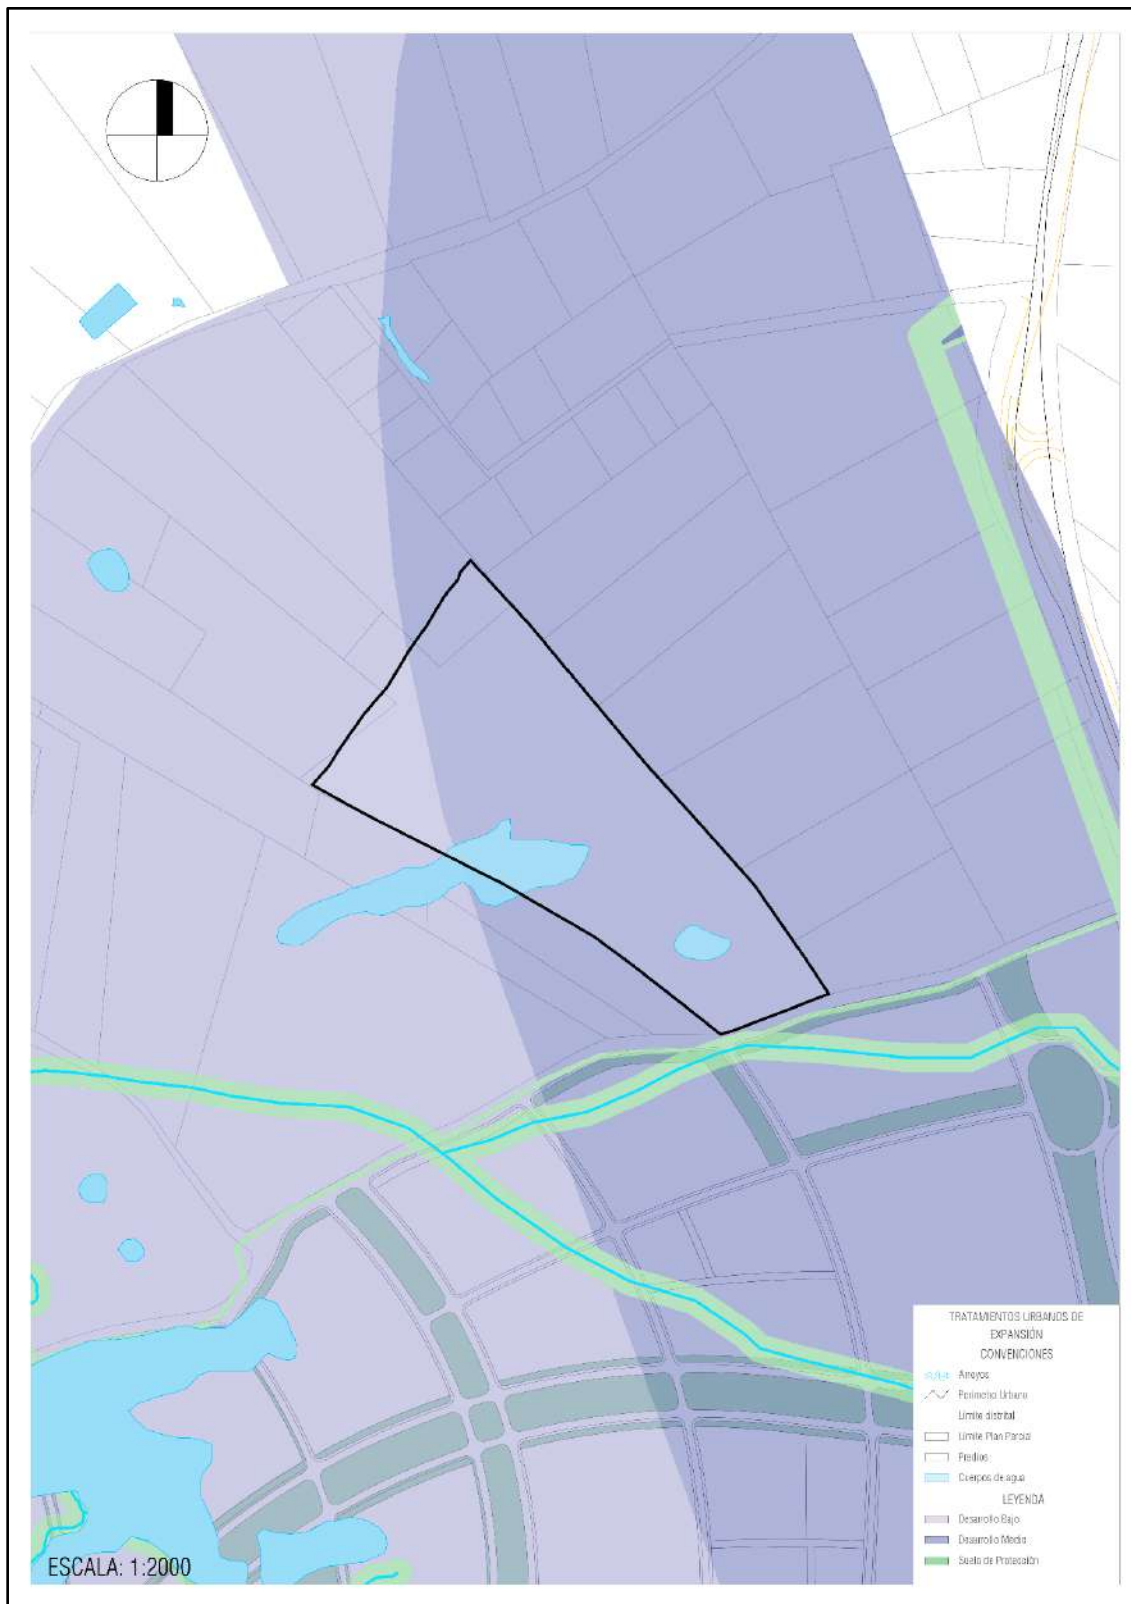 TRATAMIENTOS URBANOS DE
EXPANSIÓN
CONVENCIONES
Arroyos
Perimetro Urbano
Límite distrital
Límite Plan Parcial
Predios
Cuerpos de agua
LEYENDA
Desarrollo Bajo
Desarrollo Medio
Suelo de Protección
ESCALA: 1:2000